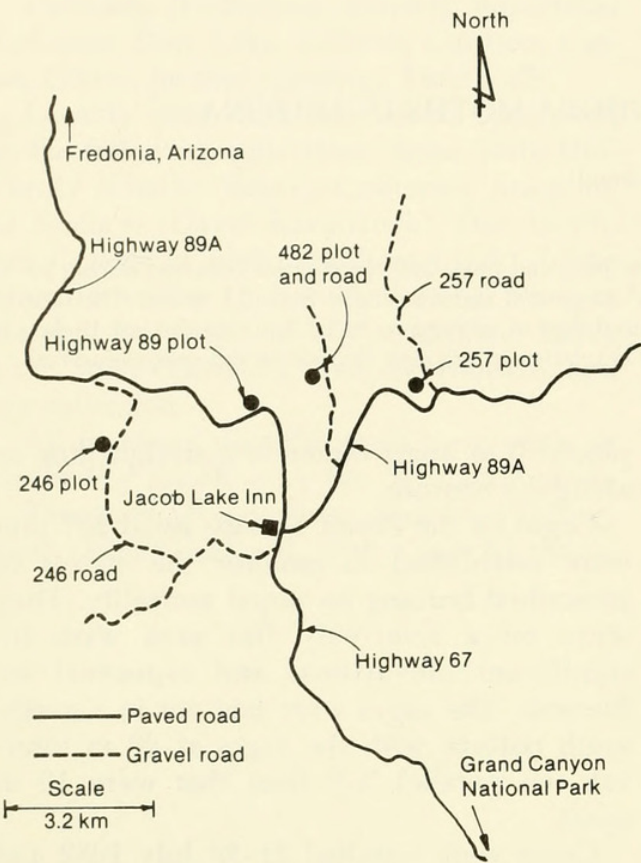 North
Fredonia, Arizona
Highway 89A
482 plot
and road
257 road
Highway 89 plot
257 plot
Highway 89A
246 plot
Jacob Lake Inn
246 road
Highway 67
Paved road
Gravel road
Scale
3.2 km
Grand Canyon
National Park